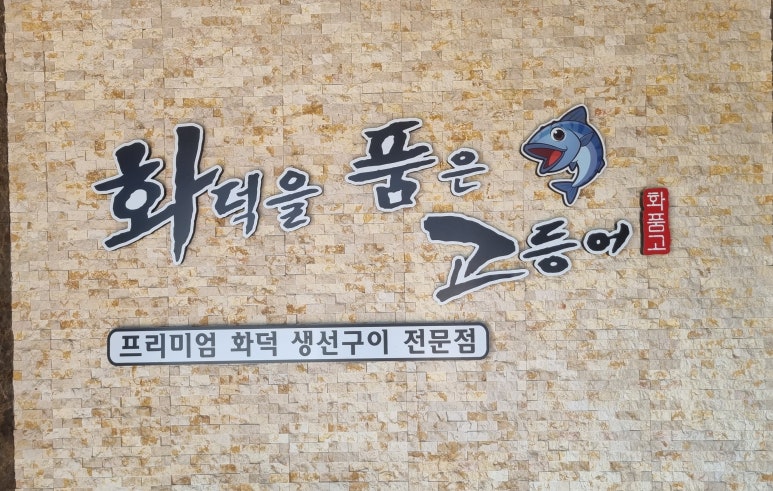 화덕을 품은
고등어
화품고
프리미엄 화덕 생선구이 전문점